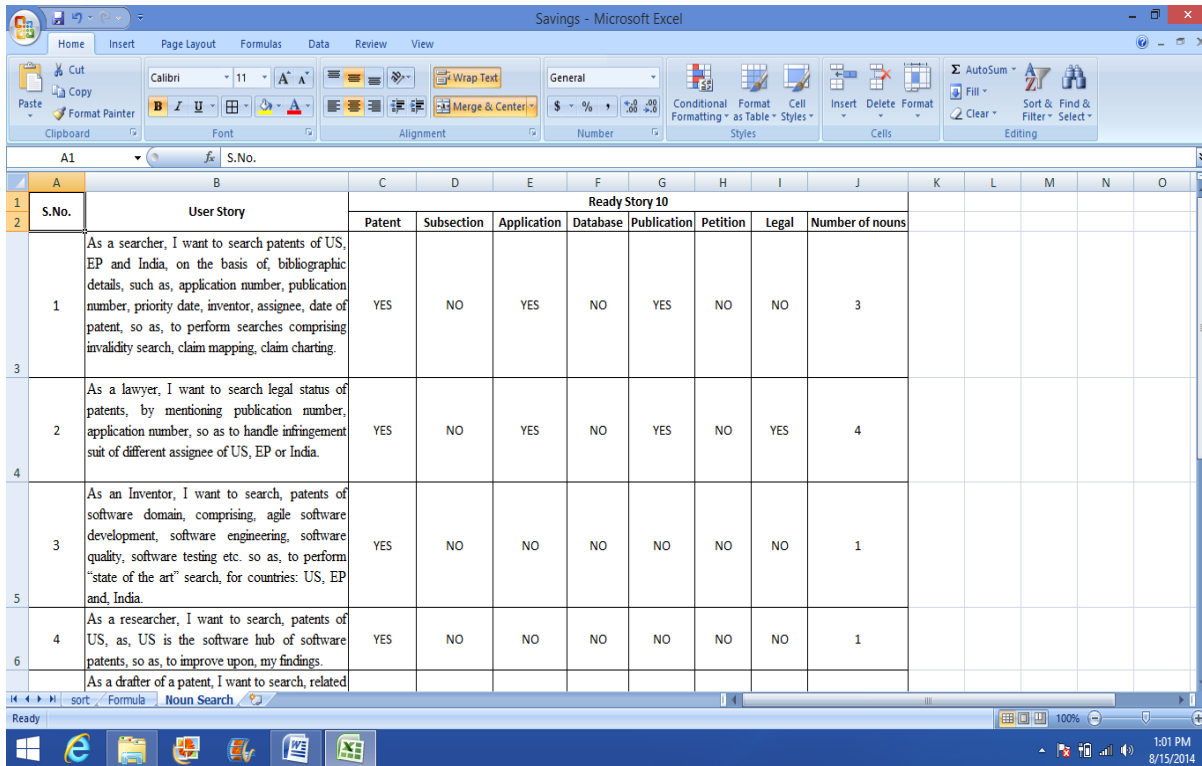 Savings - Microsoft Excel
Home Insert Page Layout Formulas Data Review View
Cut
Copy
Format Painter
Paste
Clipboard
Calibri 11
B I U
Font
Wrap Text
Merge & Center
Alignment
General
$ % ,
Number
Conditional Formatting
Format as Table
Cell Styles
Styles
Insert Delete Format
Cells
Σ AutoSum
Fill
Clear
Sort & Filter
Find & Select
Editing
A1 fx S.No.
A B C D E F G H I J K L M N O
1 S.No. User Story Ready Story 10
2 Patent Subsection Application Database Publication Petition Legal Number of nouns
As a searcher, I want to search patents of US,
EP and India, on the basis of, bibliographic
details, such as, application number, publication
1 number, priority date, inventor, assignee, date of YES NO YES NO YES NO NO 3
patent, so as, to perform searches comprising
invalidity search, claim mapping, claim charting.
3
As a lawyer, I want to search legal status of
patents, by mentioning publication number,
2 application number, so as to handle infringement YES NO YES NO YES NO YES 4
suit of different assignee of US, EP or India.
4
As an Inventor, I want to search, patents of
software domain, comprising, agile software
development, software engineering, software
3 quality, software testing etc. so as, to perform YES NO NO NO NO NO NO 1
“state of the art” search, for countries: US, EP
5 and, India.
As a researcher, I want to search, patents of
4 US, as, US is the software hub of software YES NO NO NO NO NO NO 1
6 patents, so as, to improve upon, my findings.
As a drafter of a patent, I want to search, related
sort Formula Noun Search
Ready 100%
1:01 PM
8/15/2014